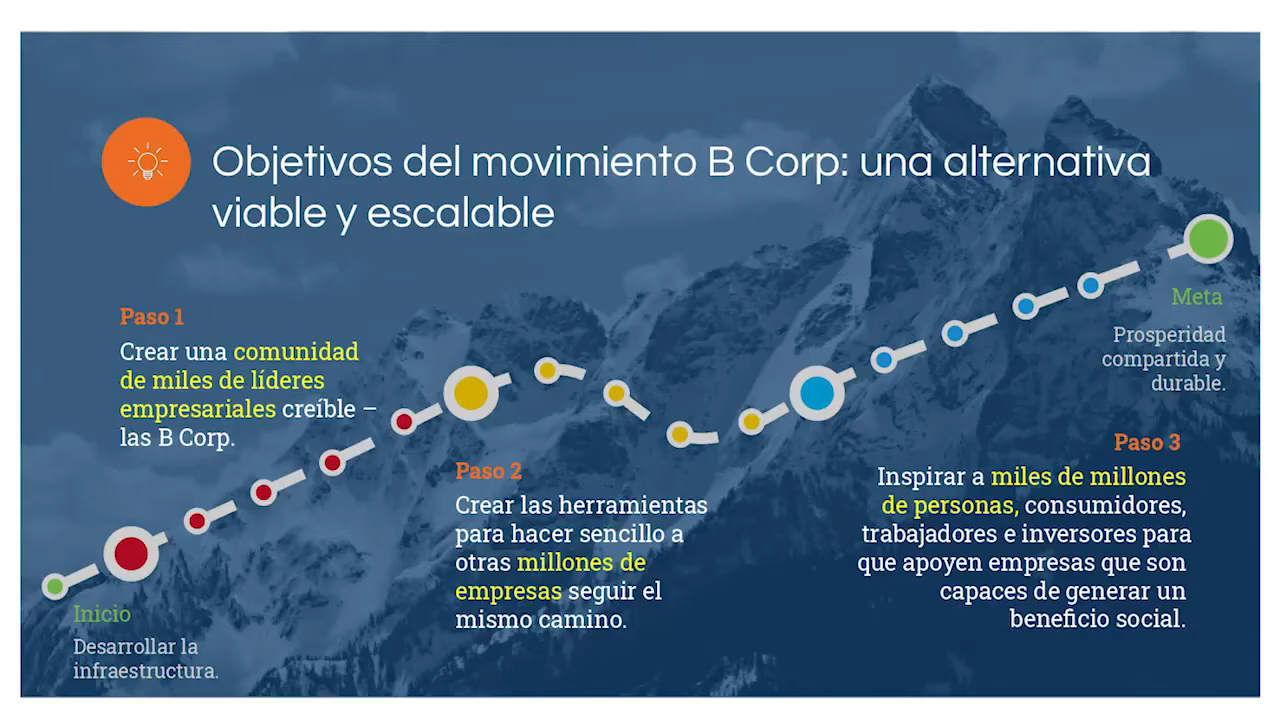 Objetivos del movimiento B Corp: una alternativa
viable y escalable
Paso 1
Crear una comunidad
de miles de líderes
empresariales creíble –
las B Corp.
Paso 2
Crear las herramientas
para hacer sencillo a
otras millones de
empresas seguir el
mismo camino.
Paso 3
Inspirar a miles de millones
de personas, consumidores,
trabajadores e inversores para
que apoyen empresas que son
capaces de generar un
beneficio social.
Meta
Prosperidad
compartida y
durable.
Inicio
Desarrollar la
infraestructura.